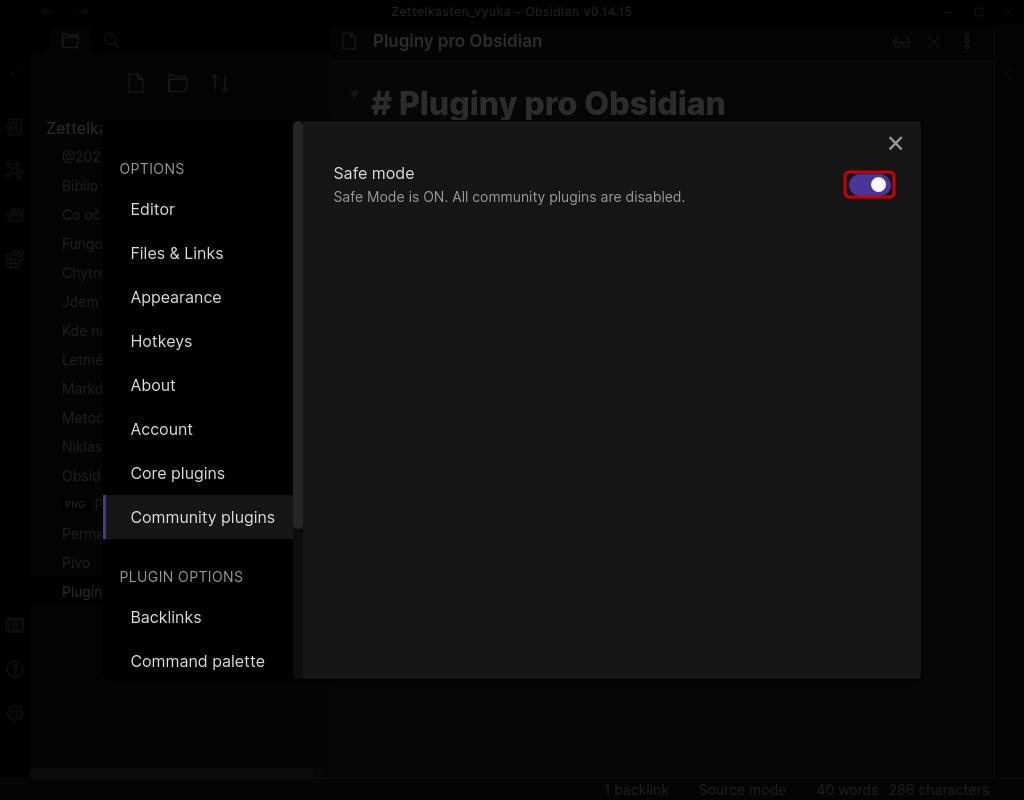 Zettelkasten_vyuka - Obsidian v0.14.15
Pluginy pro Obsidian
# Pluginy pro Obsidian
Zettelka
@202
Biblio
Co oč
Fungo
Chytre
Jdem
Kde na
Letmé
Markd
Metod
Niklas
Obsid
PNG P
Perma
Pivo
Plugin
OPTIONS
Editor
Files & Links
Appearance
Hotkeys
About
Account
Core plugins
Community plugins
PLUGIN OPTIONS
Backlinks
Command palette
Safe mode
Safe Mode is ON. All community plugins are disabled.
1 backlink Source mode 40 words 286 characters